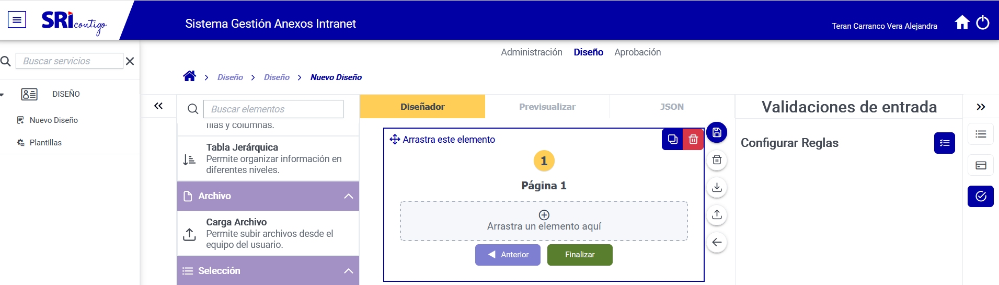 SRi contigo
Sistema Gestión Anexos Intranet
Teran Carranco Vera Alejandra
Buscar servicios
DISEÑO
Nuevo Diseño
Plantillas
Administración Diseño Aprobación
Diseño Diseño Nuevo Diseño
Buscar elementos
filas y columnas.
Tabla Jerárquica
Permite organizar información en
diferentes niveles.
Archivo
Carga Archivo
Permite subir archivos desde el
equipo del usuario.
Selección
Diseñador Previsualizar JSON
Arrastra este elemento
1
Página 1
Arrastra un elemento aquí
Anterior Finalizar
Validaciones de entrada
Configurar Reglas